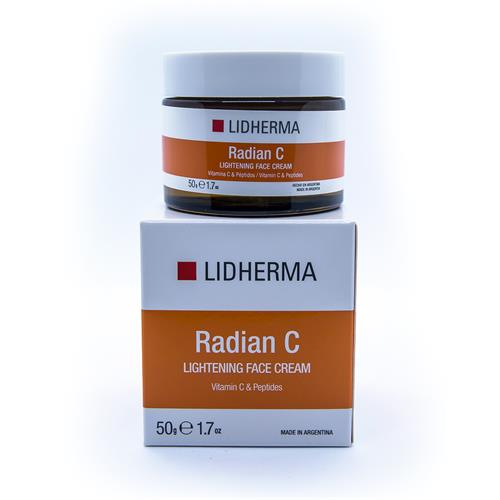 LIDHERMA
Radian C
LIGHTENING FACE CREAM
Vitamina C & Péptidos / Vitamin C & Peptides
50g e 1.7oz
HECHO EN ARGENTINA
MADE IN ARGENTINA
LIDHERMA
Radian C
LIGHTENING FACE CREAM
Vitamin C & Peptides
50g e 1.7oz
MADE IN ARGENTINA